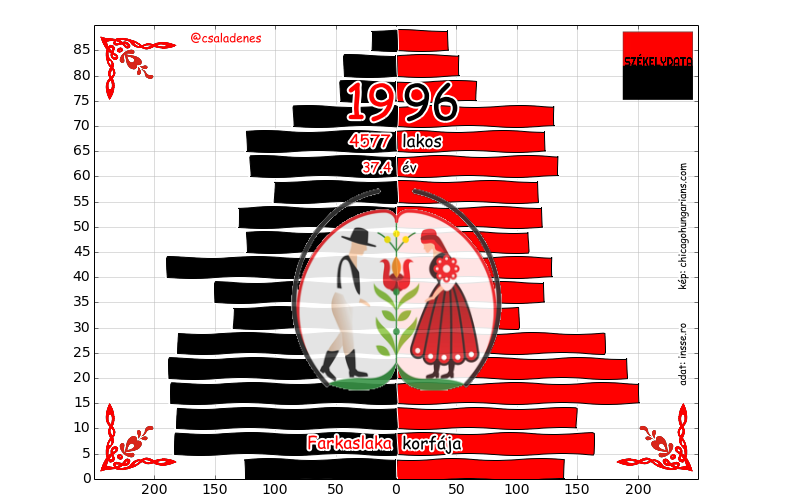 @csaladenes
SZÉKELYDATA
1996
4577 lakos
37.4 év
kép: chicagohungarians.com
adat: insse.ro
Farkaslaka korfája
85
80
75
70
65
60
55
50
45
40
35
30
25
20
15
10
5
0
200 150 100 50 0 50 100 150 200